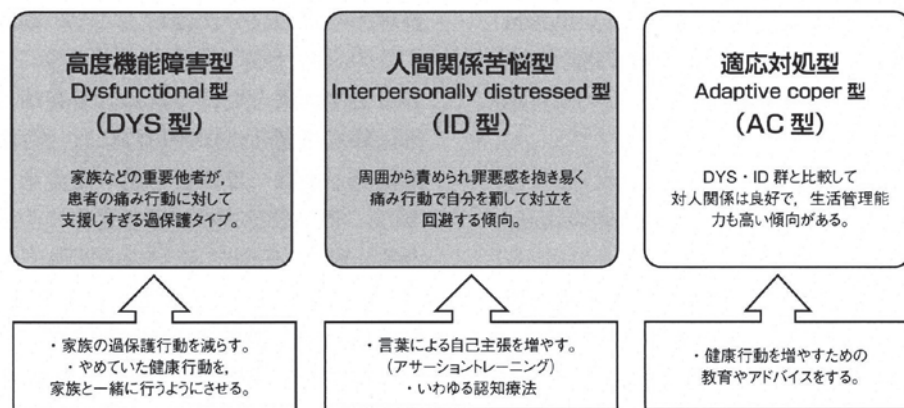 高度機能障害型
Dysfunctional 型
（DYS 型）
家族などの重要他者が，
患者の痛み行動に対して
支援しすぎる過保護タイプ。
・家族の過保護行動を減らす。
・やめていた健康行動を，
家族と一緒に行うようにさせる。
人間関係苦悩型
Interpersonally distressed 型
（ID 型）
周囲から責められ罪悪感を抱き易く
痛み行動で自分を罰して対立を
回避する傾向。
・言葉による自己主張を増やす。
（アサーショントレーニング）
・いわゆる認知療法
適応対処型
Adaptive coper 型
（AC 型）
DYS・ID 群と比較して
対人関係は良好で，生活管理能
力も高い傾向がある。
・健康行動を増やすための
教育やアドバイスをする。